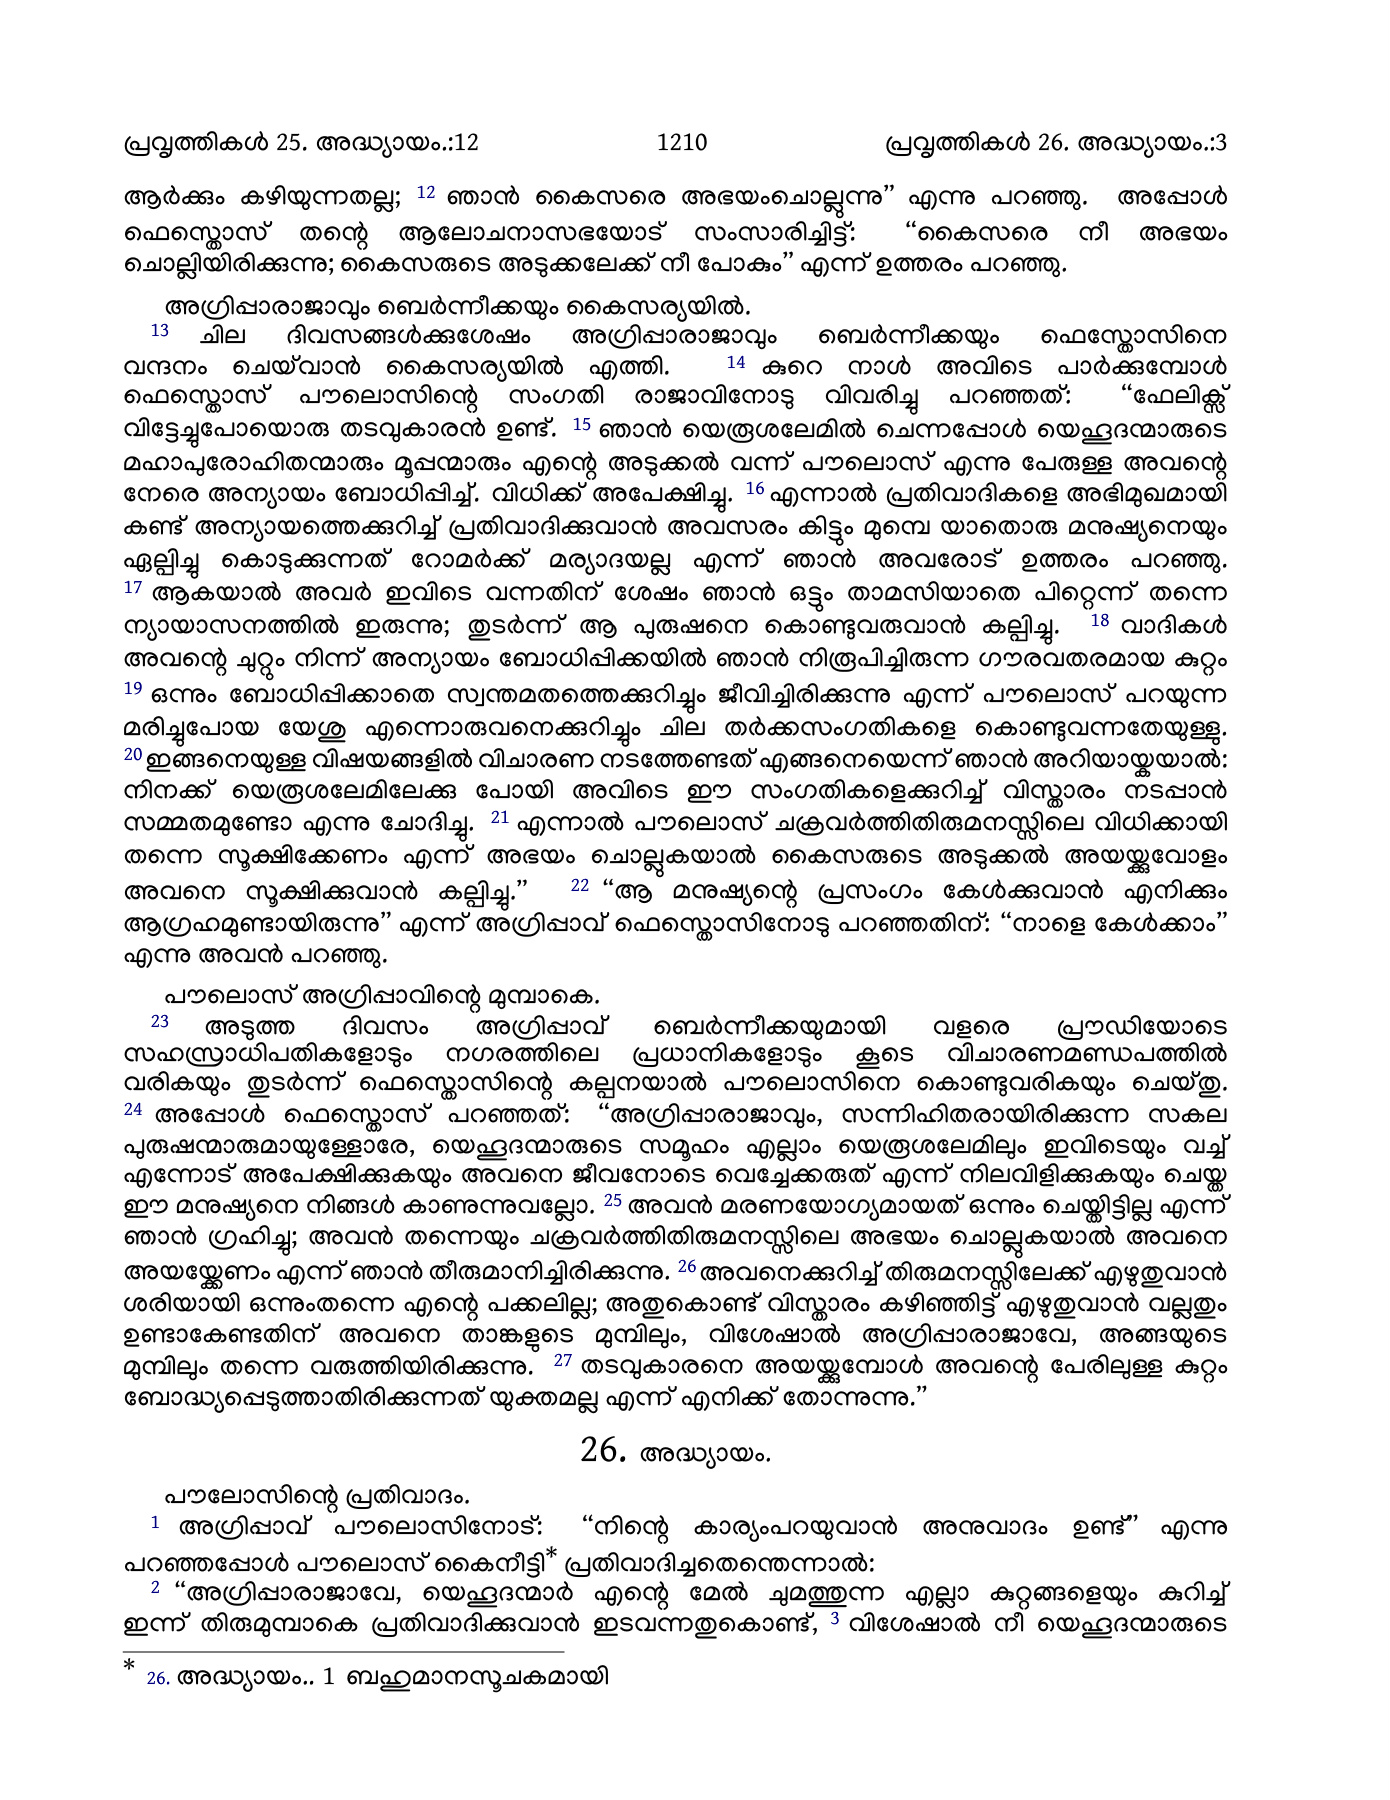 പ്രവൃത്തികൾ 25. അദ്ധ്യായം.:12 1210 പ്രവൃത്തികൾ 26. അദ്ധ്യായം.:3
ആർക്കും കഴിയുന്നതല്ല; 12 ഞാൻ കൈസരെ അഭയംചൊല്ലുന്നു” എന്നു പറഞ്ഞു. അപ്പോൾ
ഫെസ്തൊസ് തന്റെ ആലോചനാസഭയോട് സംസാരിച്ചിട്ട്: “കൈസരെ നീ അഭയം
ചൊല്ലിയിരിക്കുന്നു; കൈസരുടെ അടുക്കലേക്ക് നീ പോകും” എന്ന് ഉത്തരം പറഞ്ഞു.
അഗ്രിപ്പാരാജാവും ബെർന്നീക്കയും കൈസര്യയിൽ.
13 ചില ദിവസങ്ങൾക്കുശേഷം അഗ്രിപ്പാരാജാവും ബെർന്നീക്കയും ഫെസ്തോസിനെ
വന്ദനം ചെയ്‌വാൻ കൈസര്യയിൽ എത്തി. 14 കുറെ നാൾ അവിടെ പാർക്കുമ്പോൾ
ഫെസ്തൊസ് പൗലൊസിന്റെ സംഗതി രാജാവിനോടു വിവരിച്ചു പറഞ്ഞത്: “ഫേലിക്സ്
വിട്ടേച്ചുപോയൊരു തടവുകാരൻ ഉണ്ട്. 15 ഞാൻ യെരൂശലേമിൽ ചെന്നപ്പോൾ യെഹൂദന്മാരുടെ
മഹാപുരോഹിതന്മാരും മൂപ്പന്മാരും എന്റെ അടുക്കൽ വന്ന് പൗലൊസ് എന്നു പേരുള്ള അവന്റെ
നേരെ അന്യായം ബോധിപ്പിച്ച്. വിധിക്ക് അപേക്ഷിച്ചു. 16 എന്നാൽ പ്രതിവാദികളെ അഭിമുഖമായി
കണ്ട് അന്യായത്തെക്കുറിച്ച് പ്രതിവാദിക്കുവാൻ അവസരം കിട്ടും മുമ്പെ യാതൊരു മനുഷ്യനെയും
ഏല്പിച്ചു കൊടുക്കുന്നത് റോമർക്ക് മര്യാദയല്ല എന്ന് ഞാൻ അവരോട് ഉത്തരം പറഞ്ഞു.
17 ആകയാൽ അവർ ഇവിടെ വന്നതിന് ശേഷം ഞാൻ ഒട്ടും താമസിയാതെ പിറ്റെന്ന് തന്നെ
ന്യായാസനത്തിൽ ഇരുന്നു; തുടർന്ന് ആ പുരുഷനെ കൊണ്ടുവരുവാൻ കല്പിച്ചു. 18 വാദികൾ
അവന്റെ ചുറ്റും നിന്ന് അന്യായം ബോധിപ്പിക്കയിൽ ഞാൻ നിരൂപിച്ചിരുന്ന ഗൗരവതരമായ കുറ്റം
19 ഒന്നും ബോധിപ്പിക്കാതെ സ്വന്തമതത്തെക്കുറിച്ചും ജീവിച്ചിരിക്കുന്നു എന്ന് പൗലൊസ് പറയുന്ന
മരിച്ചുപോയ യേശു എന്നൊരുവനെക്കുറിച്ചും ചില തർക്കസംഗതികളെ കൊണ്ടുവന്നതേയുള്ളു.
20 ഇങ്ങനെയുള്ള വിഷയങ്ങളിൽ വിചാരണ നടത്തേണ്ടത് എങ്ങനെയെന്ന് ഞാൻ അറിയായ്കയാൽ:
നിനക്ക് യെരൂശലേമിലേക്കു പോയി അവിടെ ഈ സംഗതികളെക്കുറിച്ച് വിസ്താരം നടപ്പാൻ
സമ്മതമുണ്ടോ എന്നു ചോദിച്ചു. 21 എന്നാൽ പൗലൊസ് ചക്രവർത്തിതിരുമനസ്സിലെ വിധിക്കായി
തന്നെ സൂക്ഷിക്കേണം എന്ന് അഭയം ചൊല്ലുകയാൽ കൈസരുടെ അടുക്കൽ അയയ്ക്കുവോളം
അവനെ സൂക്ഷിക്കുവാൻ കല്പിച്ചു.” 22 “ആ മനുഷ്യന്റെ പ്രസംഗം കേൾക്കുവാൻ എനിക്കും
ആഗ്രഹമുണ്ടായിരുന്നു” എന്ന് അഗ്രിപ്പാവ് ഫെസ്തൊസിനോടു പറഞ്ഞതിന്: “നാളെ കേൾക്കാം”
എന്നു അവൻ പറഞ്ഞു.
പൗലൊസ് അഗ്രിപ്പാവിന്റെ മുമ്പാകെ.
23 അടുത്ത ദിവസം അഗ്രിപ്പാവ് ബെർന്നീക്കയുമായി വളരെ പ്രൗഡിയോടെ
സഹസ്രാധിപതികളോടും നഗരത്തിലെ പ്രധാനികളോടും കൂടെ വിചാരണമണ്ഡപത്തിൽ
വരികയും തുടർന്ന് ഫെസ്തൊസിന്റെ കല്പനയാൽ പൗലൊസിനെ കൊണ്ടുവരികയും ചെയ്തു.
24 അപ്പോൾ ഫെസ്തൊസ് പറഞ്ഞത്: “അഗ്രിപ്പാരാജാവും, സന്നിഹിതരായിരിക്കുന്ന സകല
പുരുഷന്മാരുമായുള്ളോരേ, യെഹൂദന്മാരുടെ സമൂഹം എല്ലാം യെരൂശലേമിലും ഇവിടെയും വച്ച്
എന്നോട് അപേക്ഷിക്കുകയും അവനെ ജീവനോടെ വെച്ചേക്കരുത് എന്ന് നിലവിളിക്കുകയും ചെയ്ത
ഈ മനുഷ്യനെ നിങ്ങൾ കാണുന്നുവല്ലോ. 25 അവൻ മരണയോഗ്യമായത് ഒന്നും ചെയ്തിട്ടില്ല എന്ന്
ഞാൻ ഗ്രഹിച്ചു; അവൻ തന്നെയും ചക്രവർത്തിതിരുമനസ്സിലെ അഭയം ചൊല്ലുകയാൽ അവനെ
അയയ്ക്കേണം എന്ന് ഞാൻ തീരുമാനിച്ചിരിക്കുന്നു. 26 അവനെക്കുറിച്ച് തിരുമനസ്സിലേക്ക് എഴുതുവാൻ
ശരിയായി ഒന്നുംതന്നെ എന്റെ പക്കലില്ല; അതുകൊണ്ട് വിസ്താരം കഴിഞ്ഞിട്ട് എഴുതുവാൻ വല്ലതും
ഉണ്ടാകേണ്ടതിന് അവനെ താങ്കളുടെ മുമ്പിലും, വിശേഷാൽ അഗ്രിപ്പാരാജാവേ, അങ്ങയുടെ
മുമ്പിലും തന്നെ വരുത്തിയിരിക്കുന്നു. 27 തടവുകാരനെ അയയ്ക്കുമ്പോൾ അവന്റെ പേരിലുള്ള കുറ്റം
ബോദ്ധ്യപ്പെടുത്താതിരിക്കുന്നത് യുക്തമല്ല എന്ന് എനിക്ക് തോന്നുന്നു.”
26. അദ്ധ്യായം.
പൗലോസിന്റെ പ്രതിവാദം.
1 അഗ്രിപ്പാവ് പൗലൊസിനോട്: “നിന്റെ കാര്യംപറയുവാൻ അനുവാദം ഉണ്ട്” എന്നു
പറഞ്ഞപ്പോൾ പൗലൊസ് കൈനീട്ടി* പ്രതിവാദിച്ചതെന്തെന്നാൽ:
2 “അഗ്രിപ്പാരാജാവേ, യെഹൂദന്മാർ എന്റെ മേൽ ചുമത്തുന്ന എല്ലാ കുറ്റങ്ങളെയും കുറിച്ച്
ഇന്ന് തിരുമുമ്പാകെ പ്രതിവാദിക്കുവാൻ ഇടവന്നതുകൊണ്ട്, 3 വിശേഷാൽ നീ യെഹൂദന്മാരുടെ
* 26. അദ്ധ്യായം.. 1 ബഹുമാനസൂചകമായി